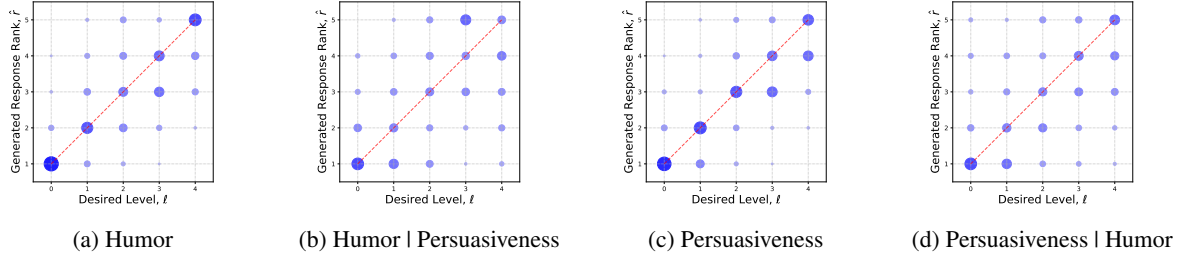 Generated Response Rank, r̂
5
4
3
2
1
0 1 2 3 4
Desired Level, ℓ
(a) Humor
Generated Response Rank, r̂
5
4
3
2
1
0 1 2 3 4
Desired Level, ℓ
(b) Humor | Persuasiveness
Generated Response Rank, r̂
5
4
3
2
1
0 1 2 3 4
Desired Level, ℓ
(c) Persuasiveness
Generated Response Rank, r̂
5
4
3
2
1
0 1 2 3 4
Desired Level, ℓ
(d) Persuasiveness | Humor